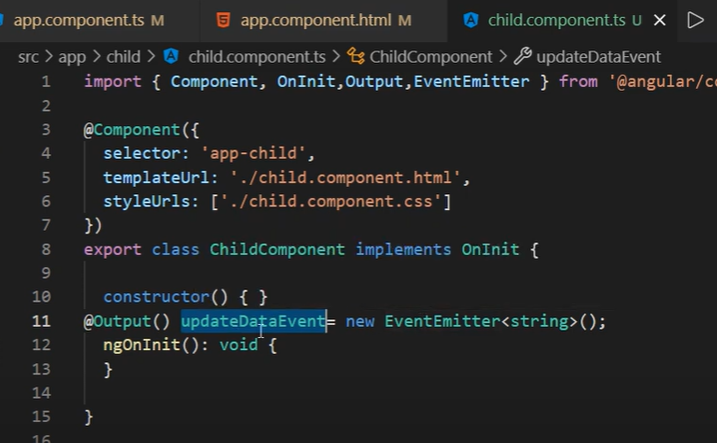 app.component.ts M app.component.html M child.component.ts U
src > app > child > child.component.ts > ChildComponent > updateDataEvent
1 import { Component, OnInit,Output,EventEmitter } from '@angular/c
2
3 @Component({
4 selector: 'app-child',
5 templateUrl: './child.component.html',
6 styleUrls: ['./child.component.css']
7 })
8 export class ChildComponent implements OnInit {
9
10 constructor() { }
11 @Output() updateDataEvent= new EventEmitter<string>();
12 ngOnInit(): void {
13 }
14
15 }
16